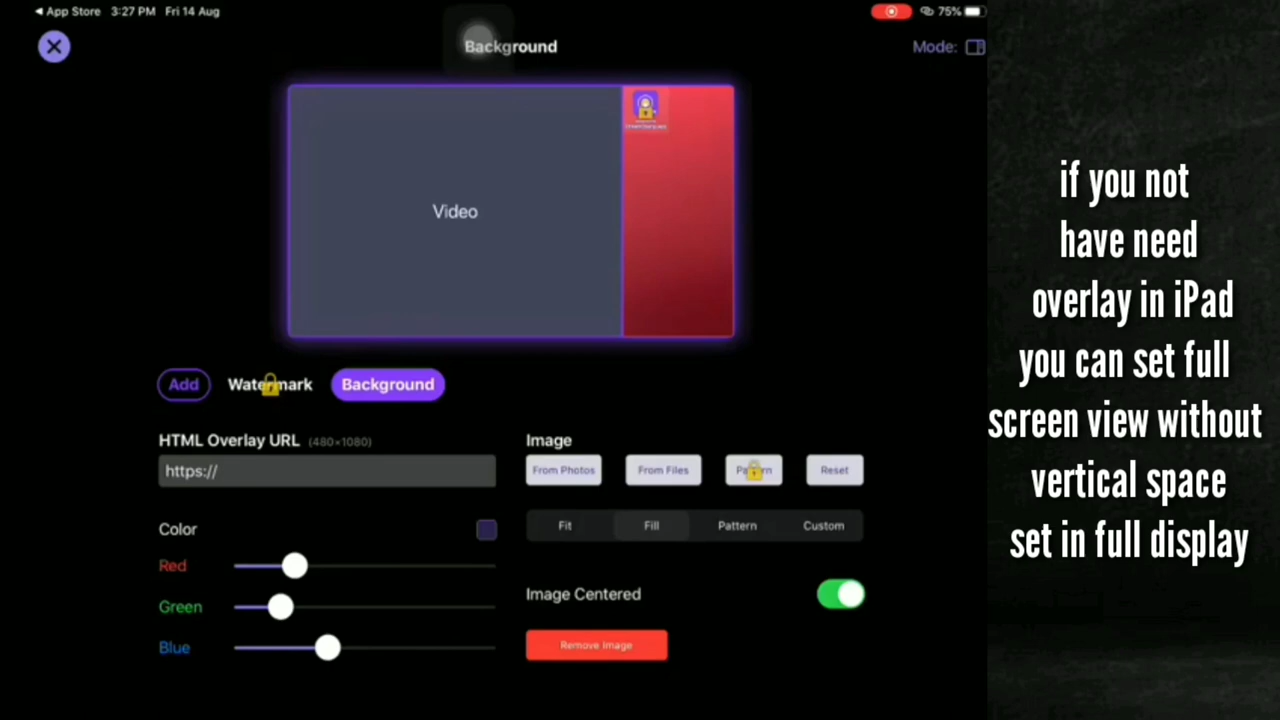 App Store 3:27 PM Fri 14 Aug
75%
Background
Mode:
Video
Add
Watermark
Background
HTML Overlay URL (480×1080)
https://
Color
Red
Green
Blue
Image
From Photos
From Files
Pattern
Reset
Fit
Fill
Pattern
Custom
Image Centered
Remove Image
if you not
have need
overlay in iPad
you can set full
screen view without
vertical space
set in full display